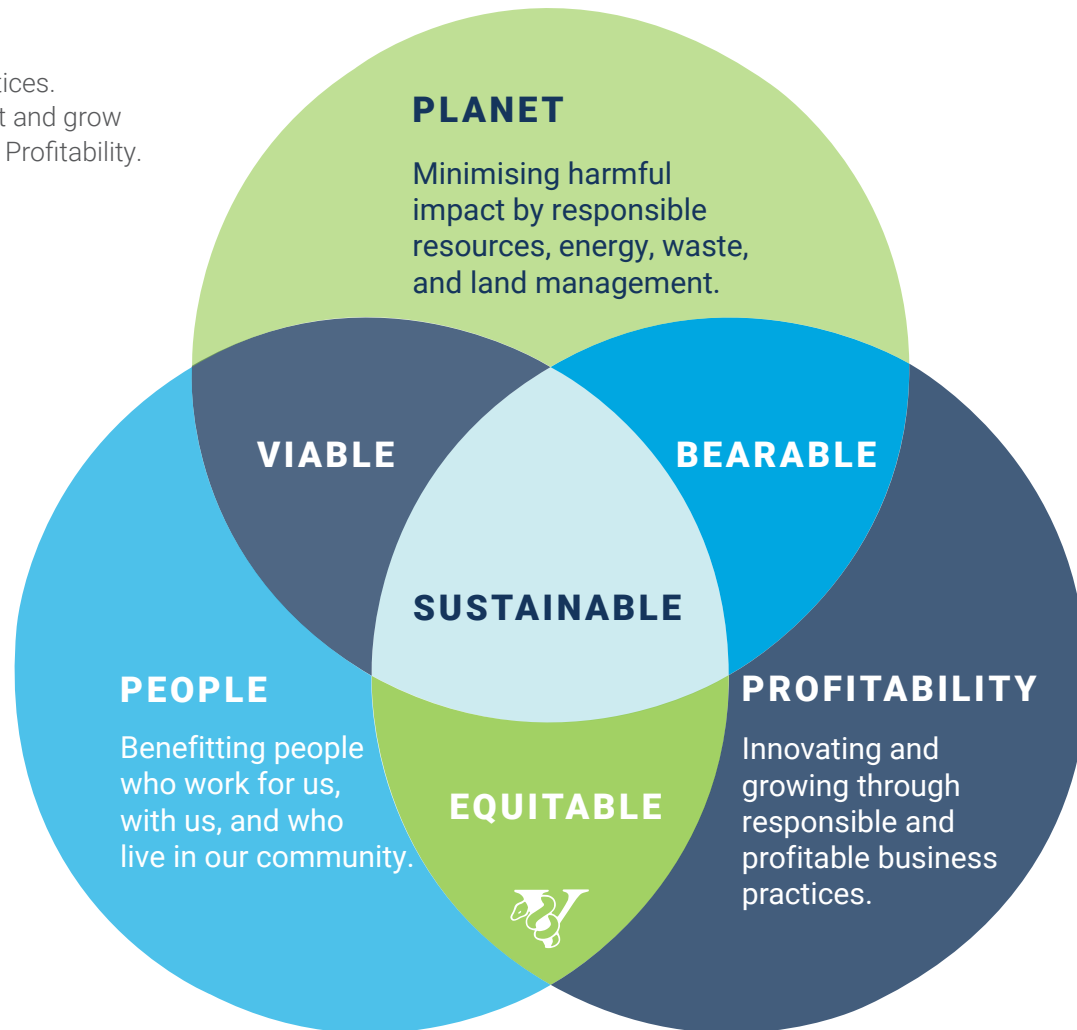 t and grow
Profitability.
PLANET
Minimising harmful
impact by responsible
resources, energy, waste,
and land management.
VIABLE
BEARABLE
SUSTAINABLE
PEOPLE
Benefitting people
who work for us,
with us, and who
live in our community.
PROFITABILITY
Innovating and
growing through
responsible and
profitable business
practices.
EQUITABLE